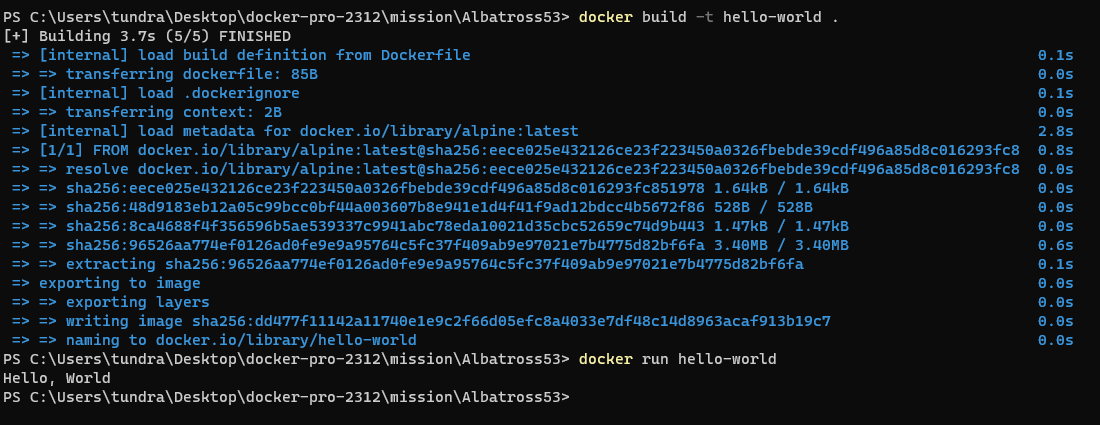 PS C:\Users\tundra\Desktop\docker-pro-2312\mission\Albatross53> docker build -t hello-world .
[+] Building 3.7s (5/5) FINISHED
=> [internal] load build definition from Dockerfile 0.1s
=> => transferring dockerfile: 85B 0.0s
=> [internal] load .dockerignore 0.1s
=> => transferring context: 2B 0.0s
=> [internal] load metadata for docker.io/library/alpine:latest 2.8s
=> [1/1] FROM docker.io/library/alpine:latest@sha256:eece025e432126ce23f223450a0326fbebde39cdf496a85d8c016293fc8 0.8s
=> => resolve docker.io/library/alpine:latest@sha256:eece025e432126ce23f223450a0326fbebde39cdf496a85d8c016293fc8 0.0s
=> => sha256:eece025e432126ce23f223450a0326fbebde39cdf496a85d8c016293fc851978 1.64kB / 1.64kB 0.0s
=> => sha256:48d9183eb12a05c99bcc0bf44a003607b8e941e1d4f41f9ad12bdcc4b5672f86 528B / 528B 0.0s
=> => sha256:8ca4688f4f356596b5ae539337c9941abc78eda10021d35cbc52659c74d9b443 1.47kB / 1.47kB 0.0s
=> => sha256:96526aa774ef0126ad0fe9e9a95764c5fc37f409ab9e97021e7b4775d82bf6fa 3.40MB / 3.40MB 0.6s
=> => extracting sha256:96526aa774ef0126ad0fe9e9a95764c5fc37f409ab9e97021e7b4775d82bf6fa 0.1s
=> exporting to image 0.0s
=> => exporting layers 0.0s
=> => writing image sha256:dd477f11142a11740e1e9c2f66d05efc8a4033e7df48c14d8963acaf913b19c7 0.0s
=> => naming to docker.io/library/hello-world 0.0s
PS C:\Users\tundra\Desktop\docker-pro-2312\mission\Albatross53> docker run hello-world
Hello, World
PS C:\Users\tundra\Desktop\docker-pro-2312\mission\Albatross53>